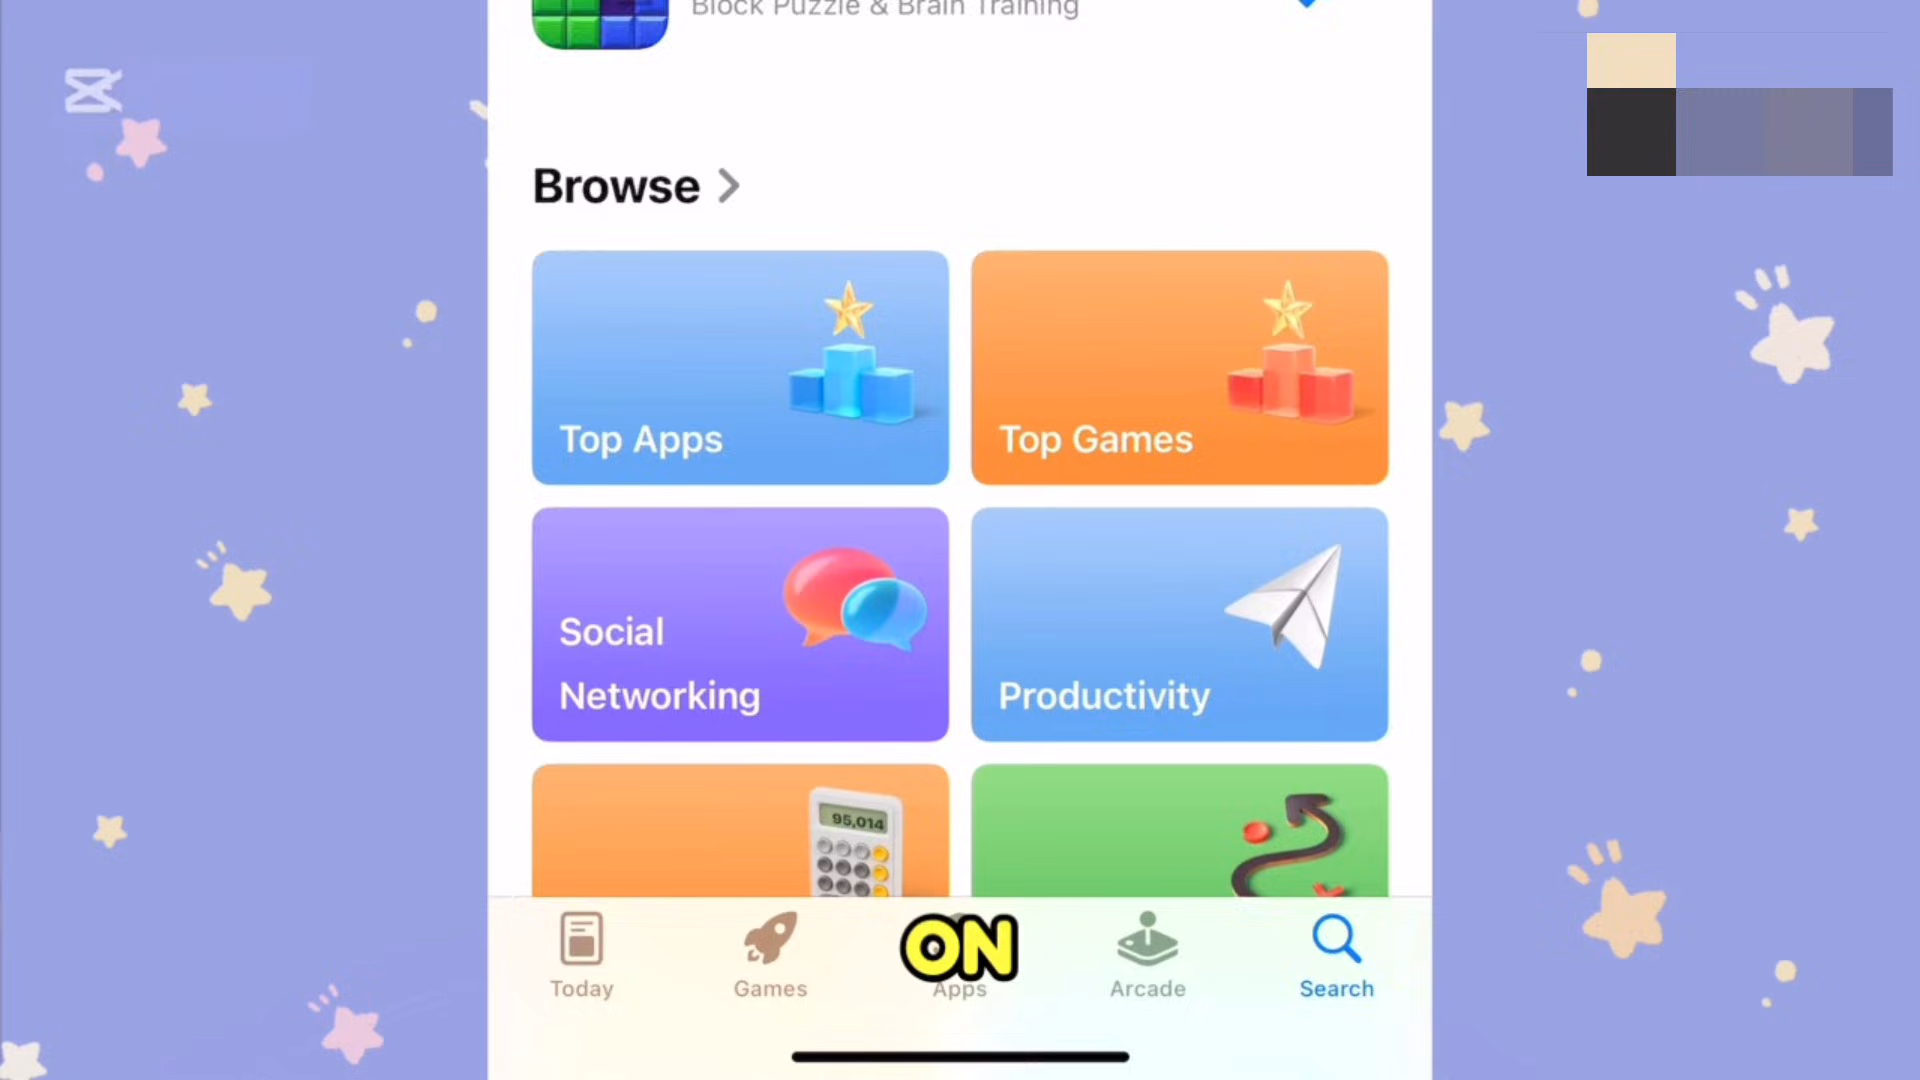 Block Puzzle & Brain Training
Browse
Top Apps
Top Games
Social
Networking
Productivity
95,014
ON
Today
Games
Apps
Arcade
Search